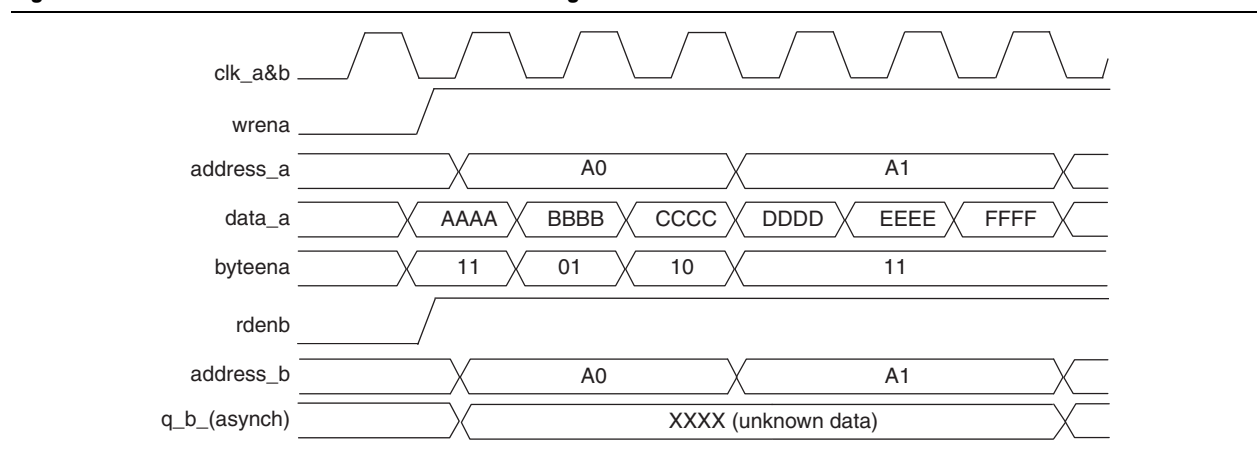 clk_a&b
wrena
address_a A0 A1
data_a AAAA BBBB CCCC DDDD EEEE FFFF
byteena 11 01 10 11
rdenb
address_b A0 A1
q_b_(asynch) XXXX (unknown data)